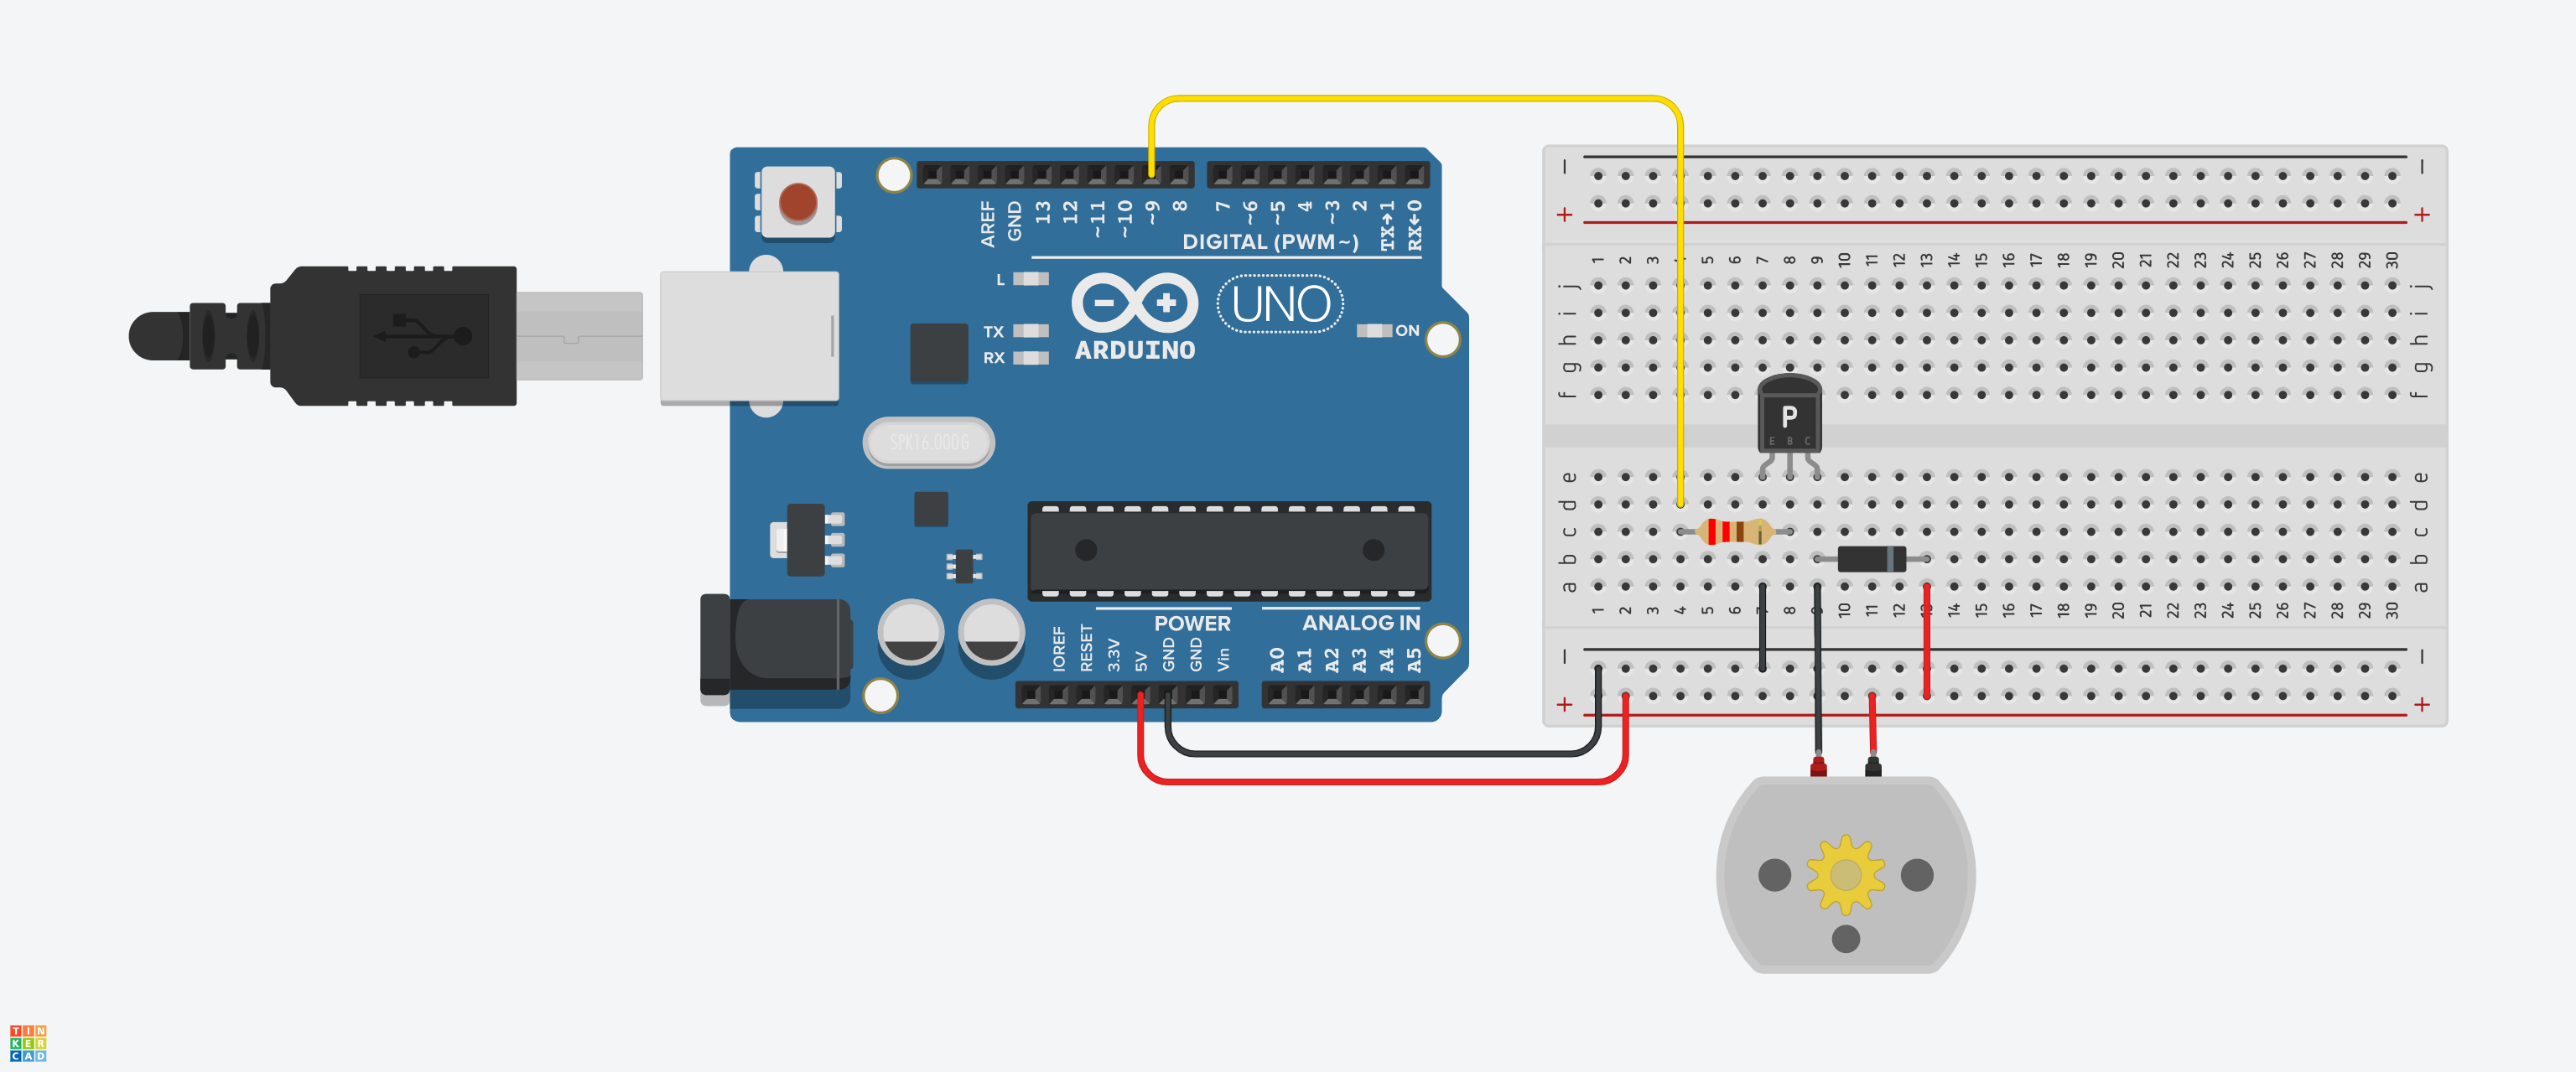 AREF GND 13 12 ~11 ~10 ~9 8 7 ~6 ~5 4 ~3 2 TX→1 RX←0
DIGITAL (PWM~)
L
TX
RX
ARDUINO
UNO
ON
SPK16.000G
POWER
ANALOG IN
IOREF RESET 3.3V 5V GND GND Vin A0 A1 A2 A3 A4 A5
− −
+ +
1 2 3 4 5 6 7 8 9 10 11 12 13 14 15 16 17 18 19 20 21 22 23 24 25 26 27 28 29 30
j j
i i
h h
g g
f f
P
E B C
e e
d d
c c
b b
a a
1 2 3 4 5 6 7 8 9 10 11 12 13 14 15 16 17 18 19 20 21 22 23 24 25 26 27 28 29 30
− −
+ +
TIN
KER
CAD